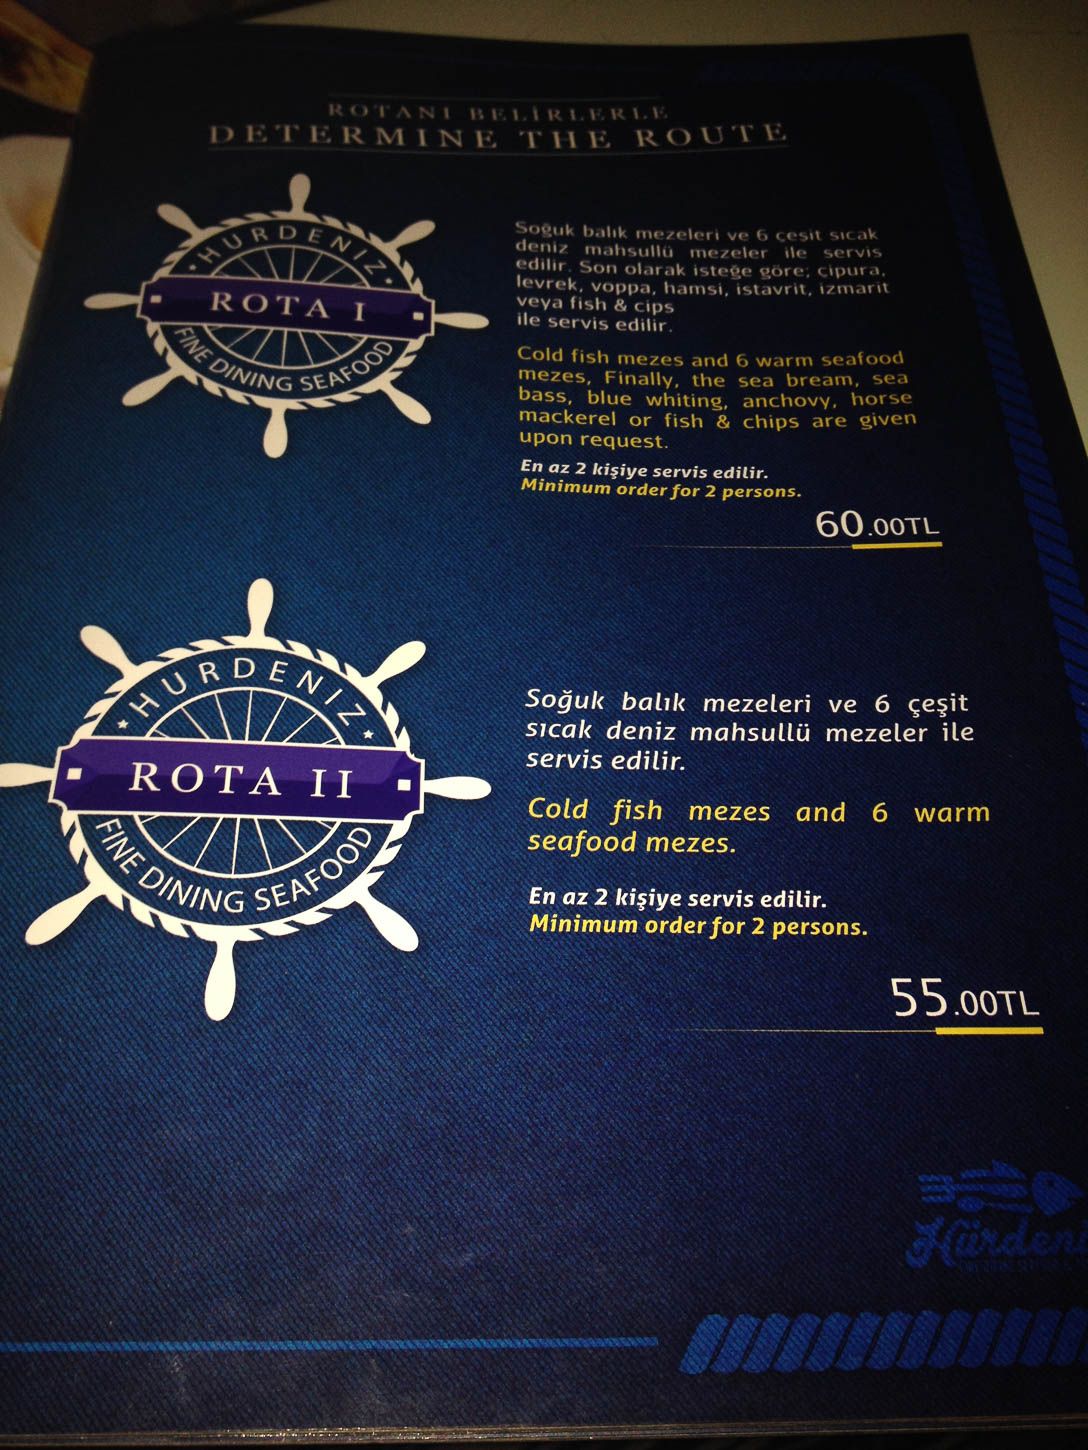 ROTANI BELİRLERLE
DETERMINE THE ROUTE
HURDENIZ
ROTA I
FINE DINING SEAFOOD
Soğuk balık mezeleri ve 6 çeşit sıcak
deniz mahsullü mezeler ile servis
edilir. Son olarak isteğe göre; çipura,
levrek, voppa, hamsi, istavrit, izmarit
veya fish & cips
ile servis edilir.
Cold fish mezes and 6 warm seafood
mezes, Finally, the sea bream, sea
bass, blue whiting, anchovy, horse
mackerel or fish & chips are given
upon request.
En az 2 kişiye servis edilir.
Minimum order for 2 persons.
60.00TL
HURDENIZ
ROTA II
FINE DINING SEAFOOD
Soğuk balık mezeleri ve 6 çeşit
sıcak deniz mahsullü mezeler ile
servis edilir.
Cold fish mezes and 6 warm
seafood mezes.
En az 2 kişiye servis edilir.
Minimum order for 2 persons.
55.00TL